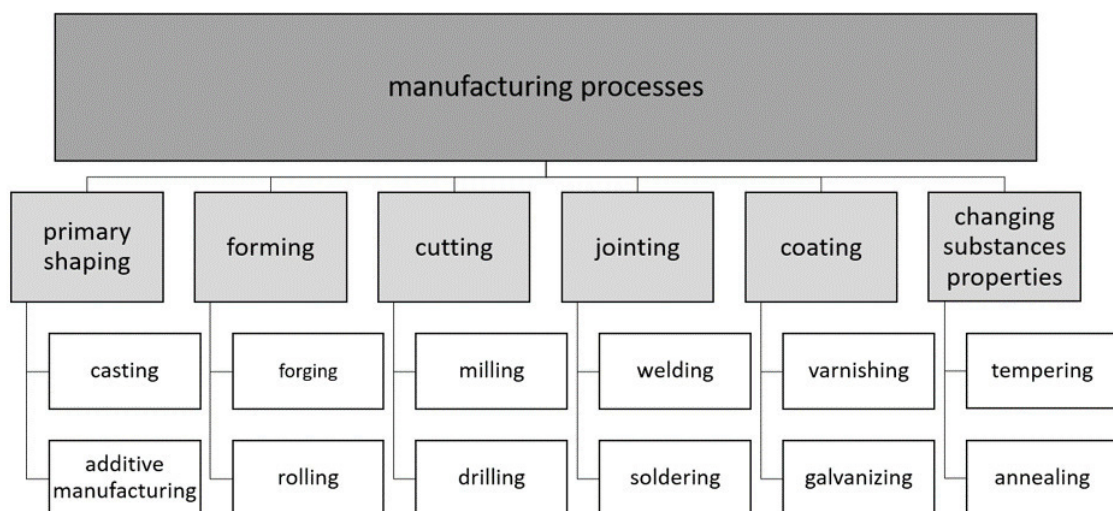 manufacturing processes
primary
shaping
forming
cutting
jointing
coating
changing
substances
properties
casting
forging
milling
welding
varnishing
tempering
additive
manufacturing
rolling
drilling
soldering
galvanizing
annealing